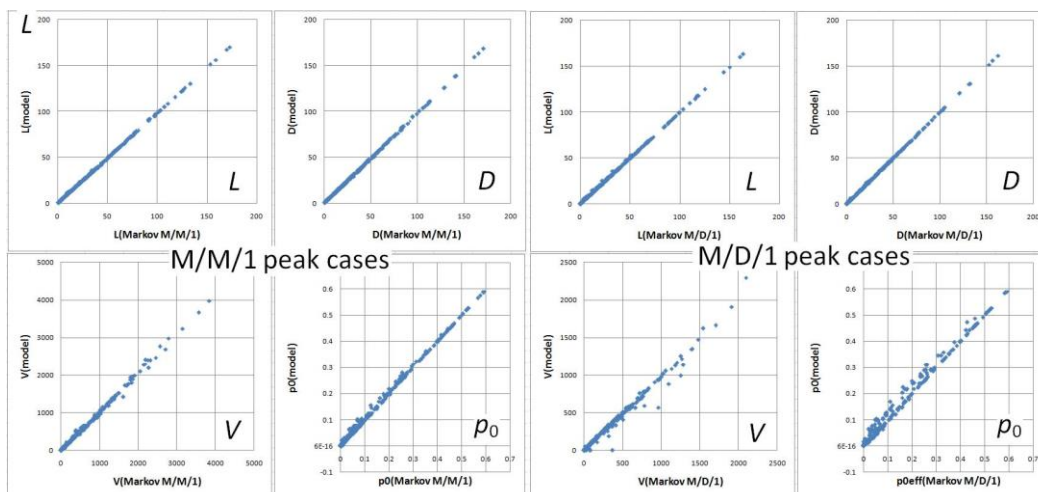 L
200
150
100
50
0
L(model)
0 50 100 150 200
L(Markov M/M/1)
L
200
150
100
50
0
D(model)
0 50 100 150 200
D(Markov M/M/1)
D
200
150
100
50
0
L(model)
0 50 100 150 200
L(Markov M/D/1)
L
200
150
100
50
0
D(model)
0 50 100 150 200
D(Markov M/D/1)
D
M/M/1 peak cases
M/D/1 peak cases
5000
4000
3000
2000
1000
0
V(model)
0 1000 2000 3000 4000 5000
V(Markov M/M/1)
V
0.6
0.5
0.4
0.3
0.2
0.1
6E-16
-0.1
p0(model)
0 0.1 0.2 0.3 0.4 0.5 0.6 0.7
p0(Markov M/M/1)
p0
2500
2000
1500
1000
500
0
V(model)
0 500 1000 1500 2000 2500
V(Markov M/D/1)
V
0.6
0.5
0.4
0.3
0.2
0.1
6E-16
-0.1
p0(model)
0 0.1 0.2 0.3 0.4 0.5 0.6 0.7
p0eff(Markov M/D/1)
p0